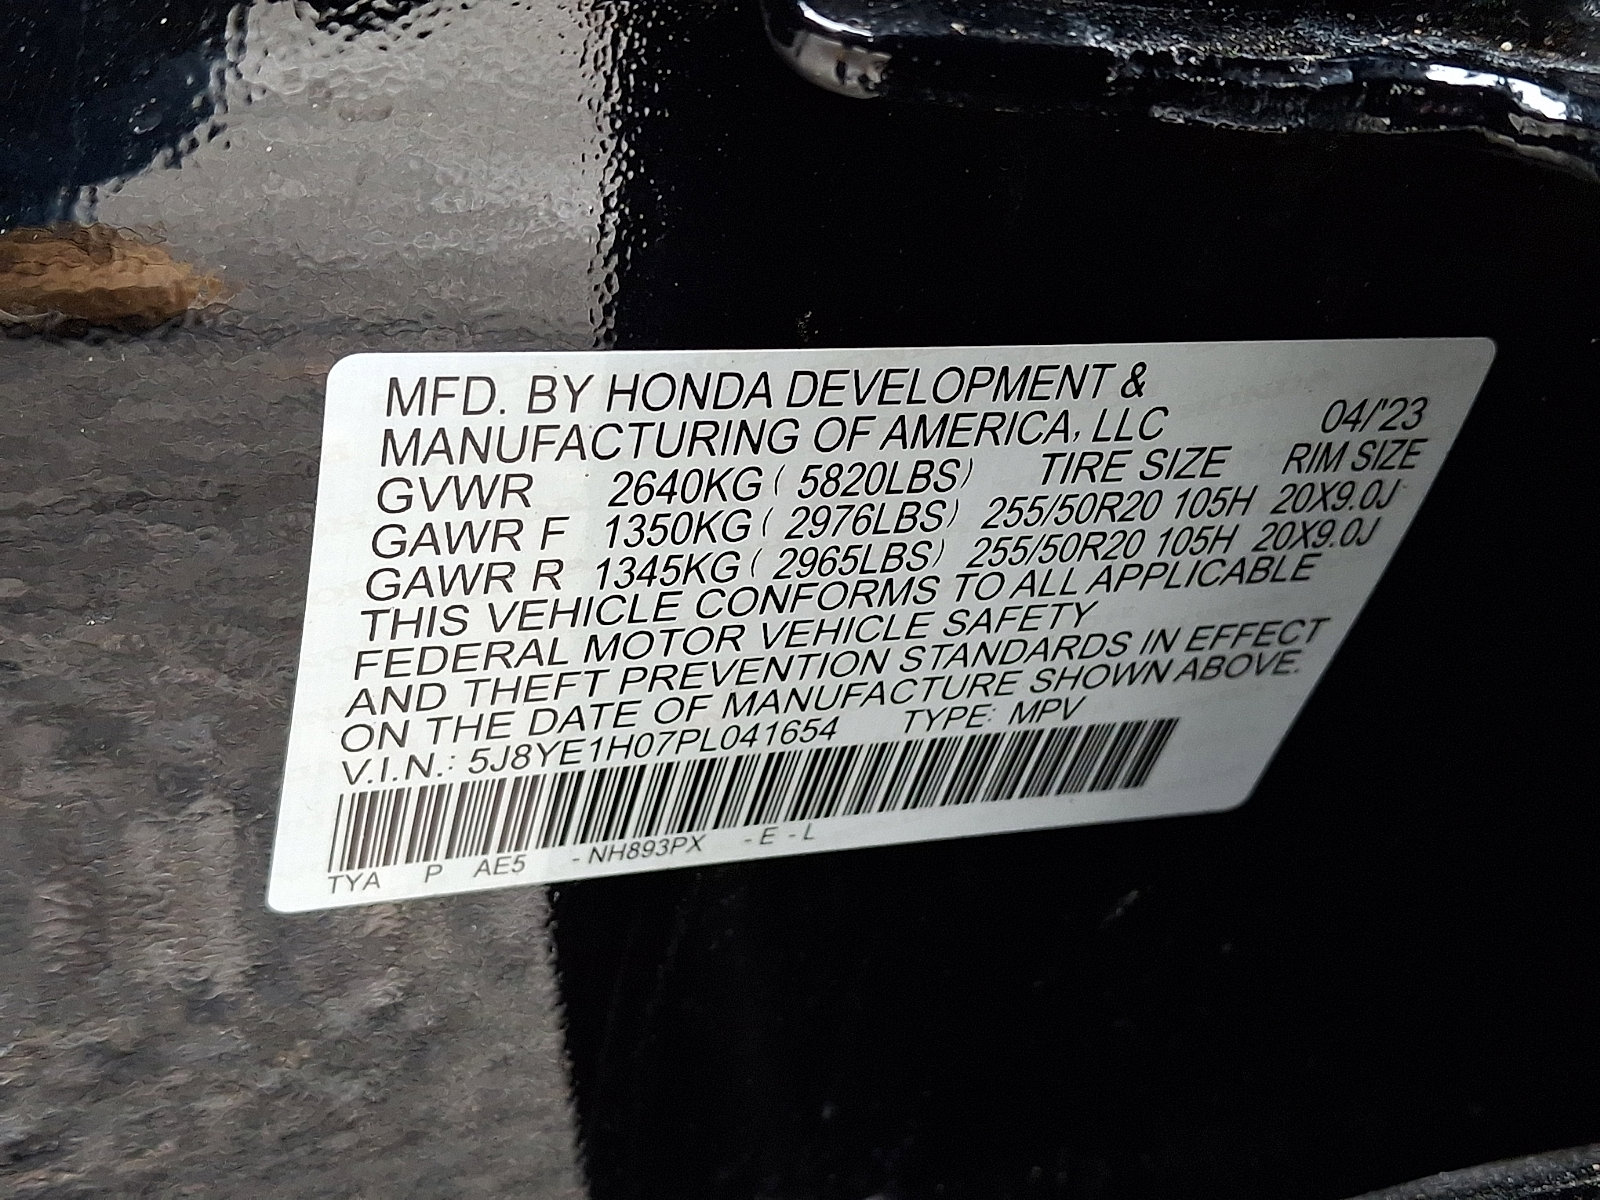 MFD. BY HONDA DEVELOPMENT &
MANUFACTURING OF AMERICA, LLC 04/'23
GVWR 2640KG ( 5820LBS) TIRE SIZE RIM SIZE
GAWR F 1350KG ( 2976LBS) 255/50R20 105H 20X9.0J
GAWR R 1345KG ( 2965LBS) 255/50R20 105H 20X9.0J
THIS VEHICLE CONFORMS TO ALL APPLICABLE
FEDERAL MOTOR VEHICLE SAFETY
AND THEFT PREVENTION STANDARDS IN EFFECT
ON THE DATE OF MANUFACTURE SHOWN ABOVE.
V.I.N.: 5J8YE1H07PL041654 TYPE: MPV
TYA P AE5 - NH893PX - E - L